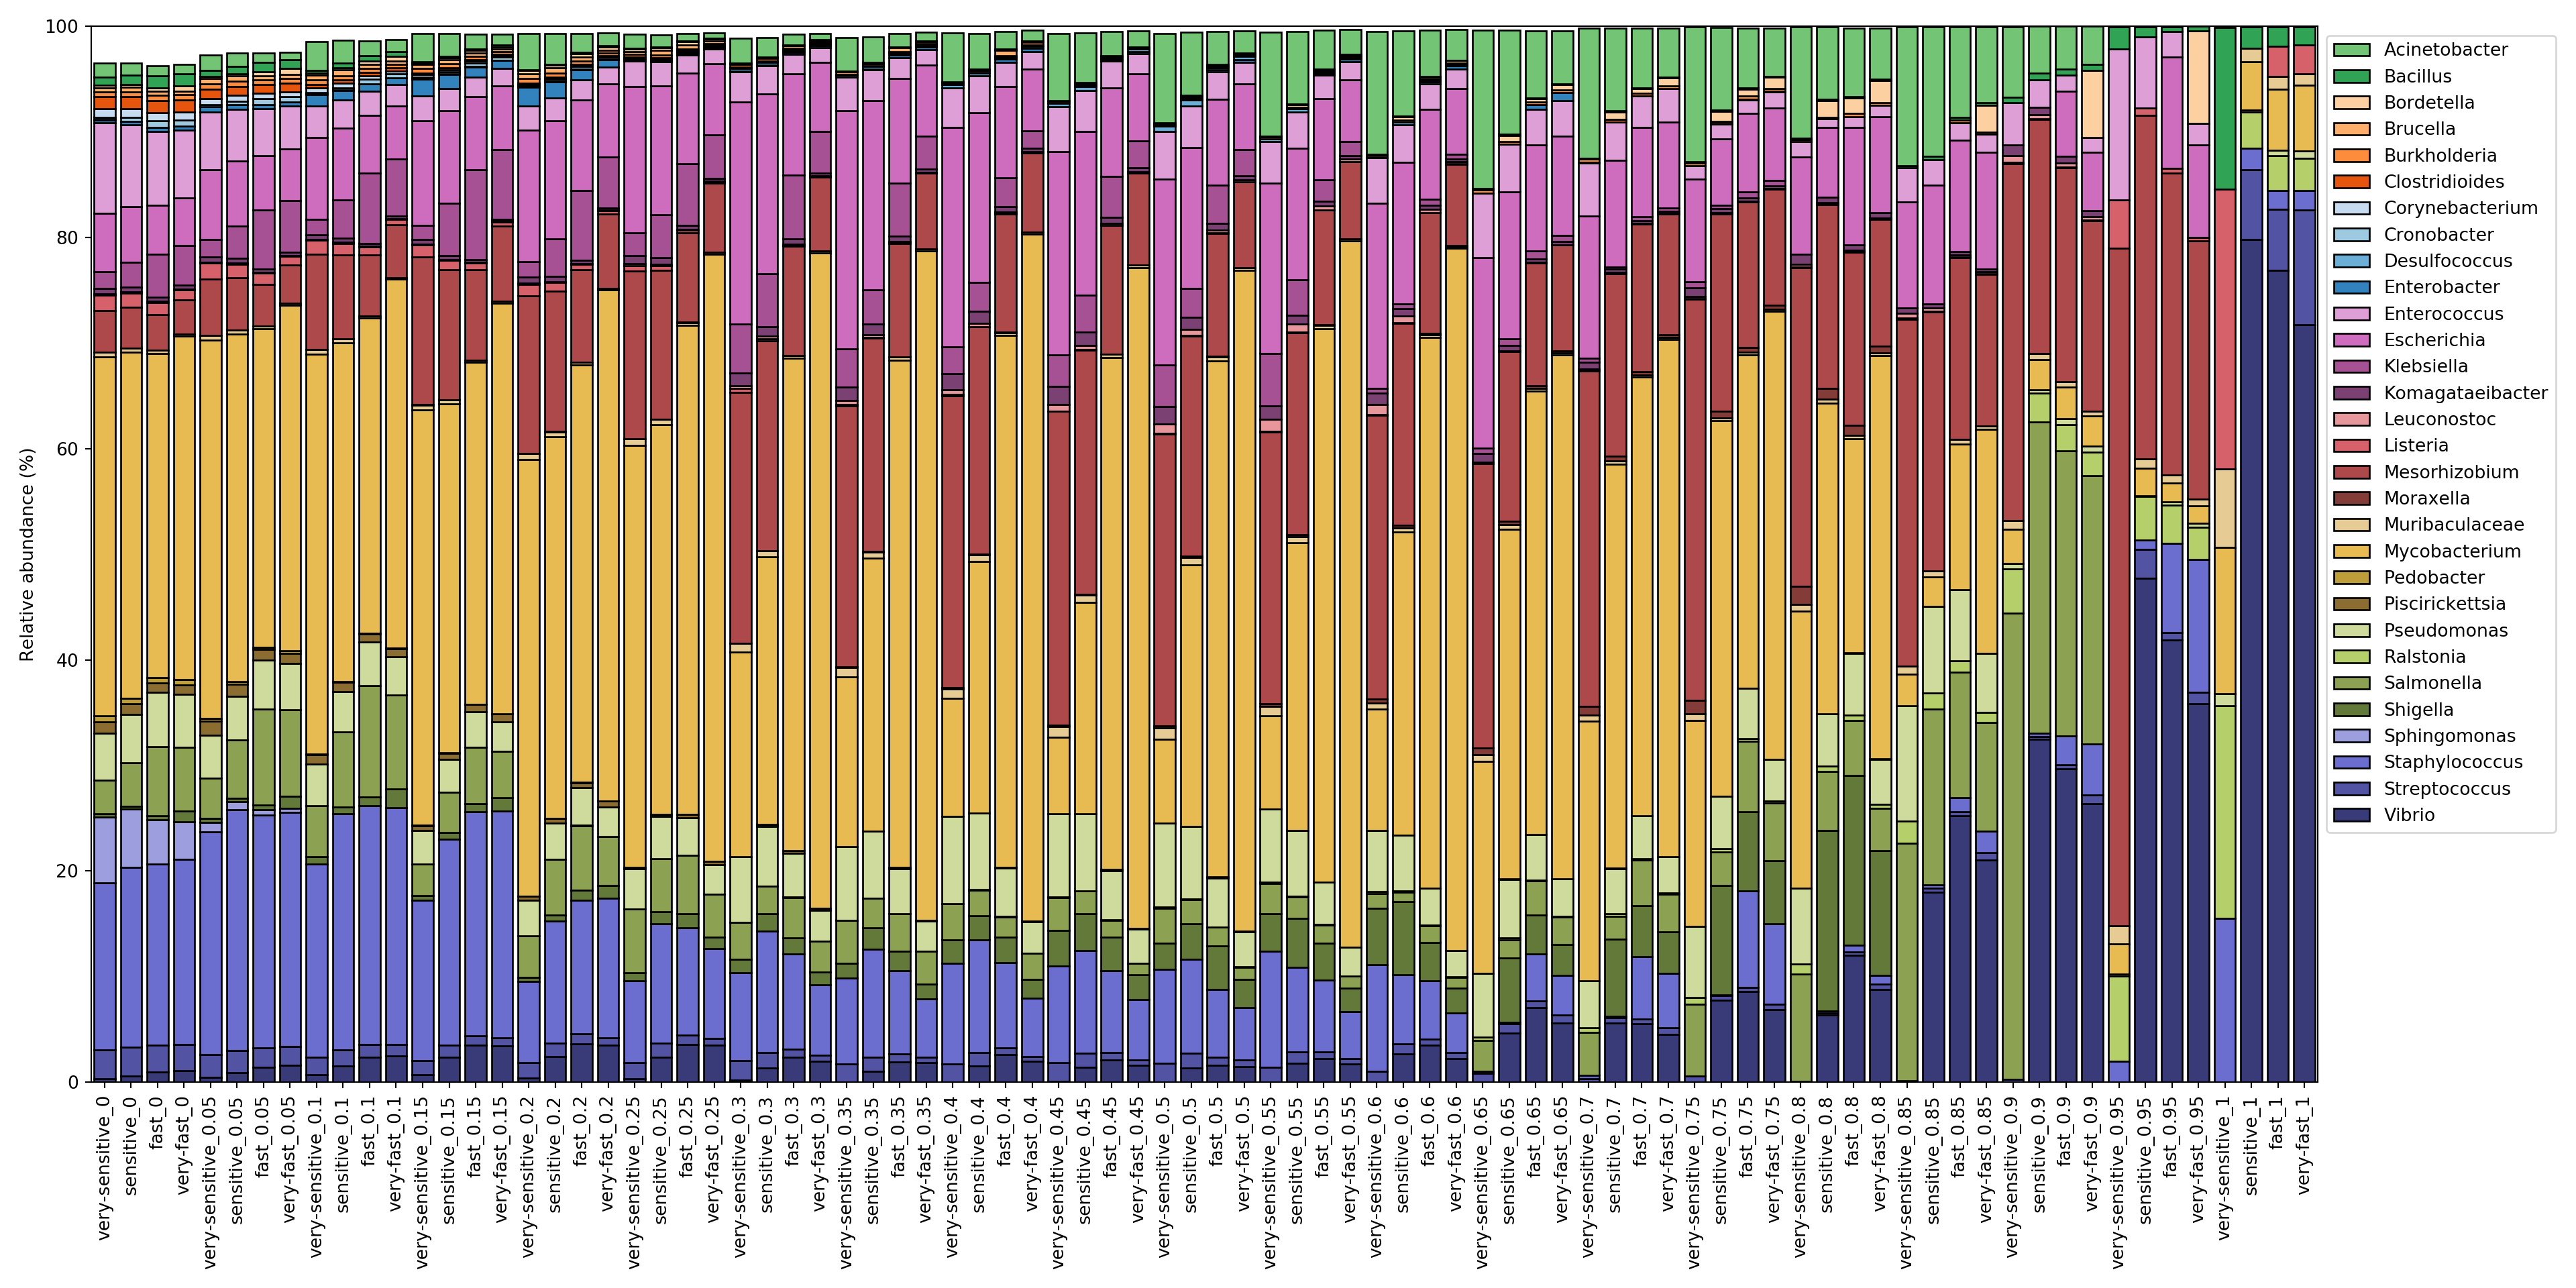 100
80
60
40
20
0
Relative abundance (%)
Acinetobacter
Bacillus
Bordetella
Brucella
Burkholderia
Clostridioides
Corynebacterium
Cronobacter
Desulfococcus
Enterobacter
Enterococcus
Escherichia
Klebsiella
Komagataeibacter
Leuconostoc
Listeria
Mesorhizobium
Moraxella
Muribaculaceae
Mycobacterium
Pedobacter
Piscirickettsia
Pseudomonas
Ralstonia
Salmonella
Shigella
Sphingomonas
Staphylococcus
Streptococcus
Vibrio
very-sensitive_0
sensitive_0
fast_0
very-fast_0
very-sensitive_0.05
sensitive_0.05
fast_0.05
very-fast_0.05
very-sensitive_0.1
sensitive_0.1
fast_0.1
very-fast_0.1
very-sensitive_0.15
sensitive_0.15
fast_0.15
very-fast_0.15
very-sensitive_0.2
sensitive_0.2
fast_0.2
very-fast_0.2
very-sensitive_0.25
sensitive_0.25
fast_0.25
very-fast_0.25
very-sensitive_0.3
sensitive_0.3
fast_0.3
very-fast_0.3
very-sensitive_0.35
sensitive_0.35
fast_0.35
very-fast_0.35
very-sensitive_0.4
sensitive_0.4
fast_0.4
very-fast_0.4
very-sensitive_0.45
sensitive_0.45
fast_0.45
very-fast_0.45
very-sensitive_0.5
sensitive_0.5
fast_0.5
very-fast_0.5
very-sensitive_0.55
sensitive_0.55
fast_0.55
very-fast_0.55
very-sensitive_0.6
sensitive_0.6
fast_0.6
very-fast_0.6
very-sensitive_0.65
sensitive_0.65
fast_0.65
very-fast_0.65
very-sensitive_0.7
sensitive_0.7
fast_0.7
very-fast_0.7
very-sensitive_0.75
sensitive_0.75
fast_0.75
very-fast_0.75
very-sensitive_0.8
sensitive_0.8
fast_0.8
very-fast_0.8
very-sensitive_0.85
sensitive_0.85
fast_0.85
very-fast_0.85
very-sensitive_0.9
sensitive_0.9
fast_0.9
very-fast_0.9
very-sensitive_0.95
sensitive_0.95
fast_0.95
very-fast_0.95
very-sensitive_1
sensitive_1
fast_1
very-fast_1